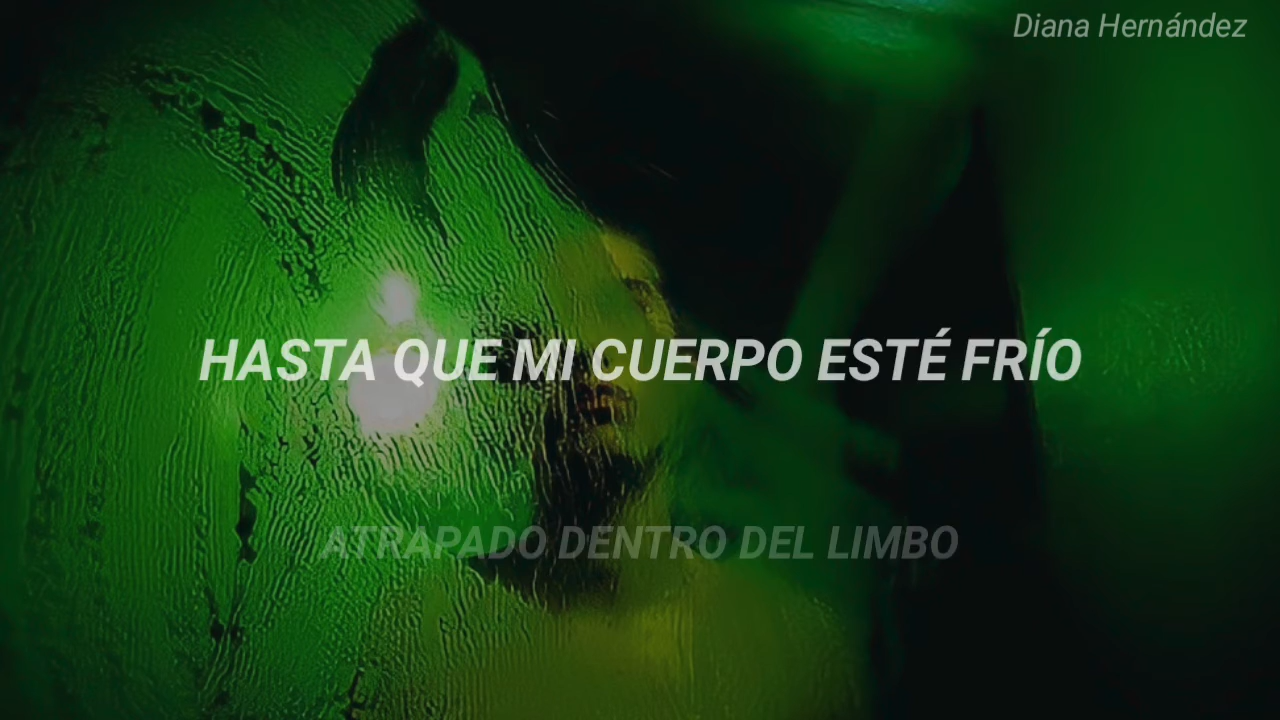 Diana Hernández
HASTA QUE MI CUERPO ESTÉ FRÍO
ATRAPADO DENTRO DEL LIMBO